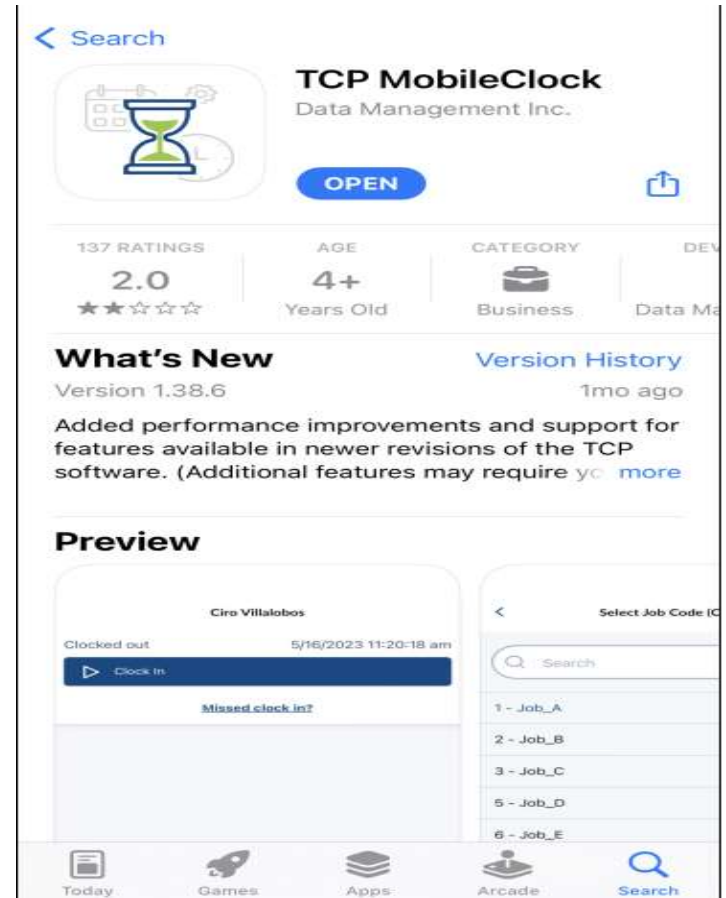 Search
TCP MobileClock
Data Management Inc.
OPEN
137 RATINGS
AGE
CATEGORY
DEV
2.0
4+
Years Old
Business
Data Ma
What's New
Version History
Version 1.38.6
1mo ago
Added performance improvements and support for
features available in newer revisions of the TCP
software. (Additional features may require yo more
Preview
Ciro Villalobos
Clocked out
5/16/2023 11:20:18 am
Clock In
Missed clock in?
Select Job Code (C
Search
1 - Job_A
2 - Job_B
3 - Job_C
5 - Job_D
6 - Job_E
Today
Games
Apps
Arcade
Search